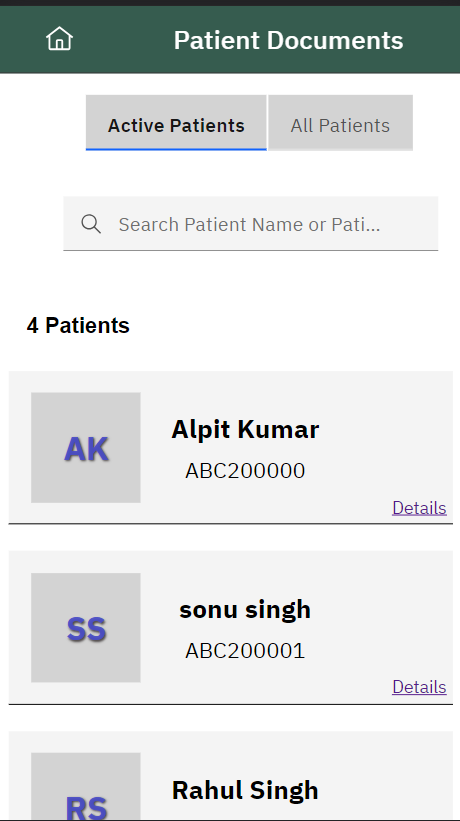 Patient Documents
Active Patients
All Patients
Search Patient Name or Pati...
4 Patients
AK
Alpit Kumar
ABC200000
Details
SS
sonu singh
ABC200001
Details
RS
Rahul Singh